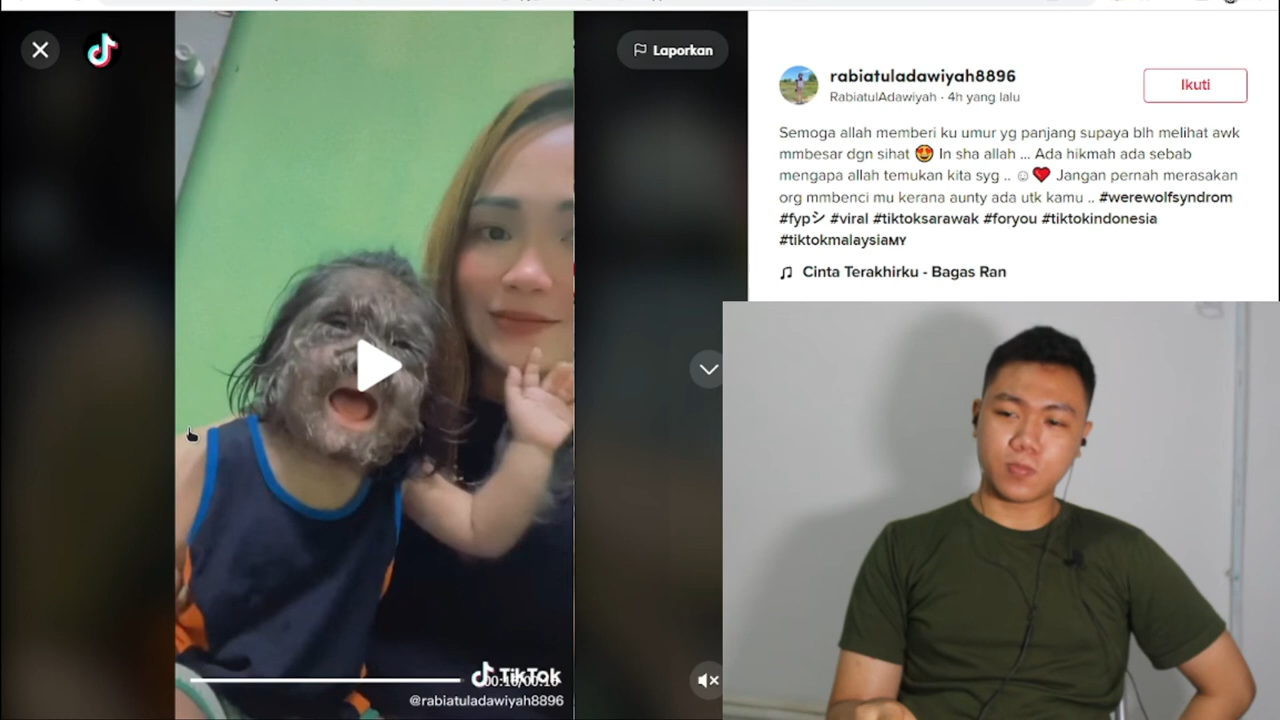 Laporkan
rabiatuladawiyah8896
RabiatulAdawiyah · 4h yang lalu
Ikuti
Semoga allah memberi ku umur yg panjang supaya blh melihat awk
mmbesar dgn sihat 😍 In sha allah ... Ada hikmah ada sebab
mengapa allah temukan kita syg .. ☺❤️ Jangan pernah merasakan
org mmbenci mu kerana aunty ada utk kamu .. #werewolfsyndrom
#fypシ #viral #tiktoksarawak #foryou #tiktokindonesia
#tiktokmalaysiaᴍʏ
Cinta Terakhirku - Bagas Ran
TikTok
@rabiatuladawiyah8896